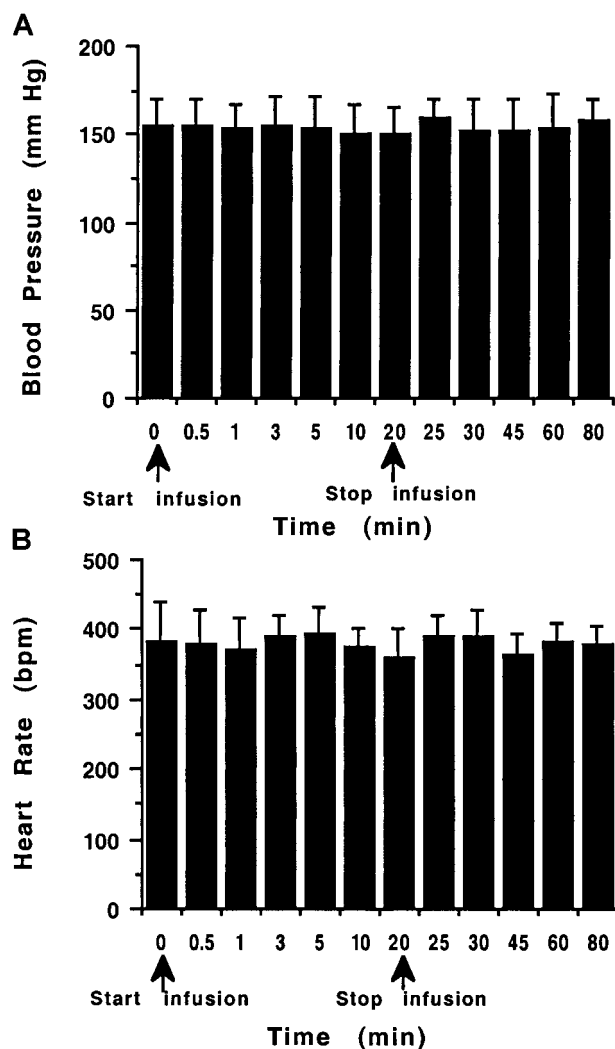 A
Blood Pressure (mm Hg)
200
150
100
50
0
0 0.5 1 3 5 10 20 25 30 45 60 80
Start infusion Stop infusion
Time (min)
B
Heart Rate (bpm)
500
400
300
200
100
0
0 0.5 1 3 5 10 20 25 30 45 60 80
Start infusion Stop infusion
Time (min)